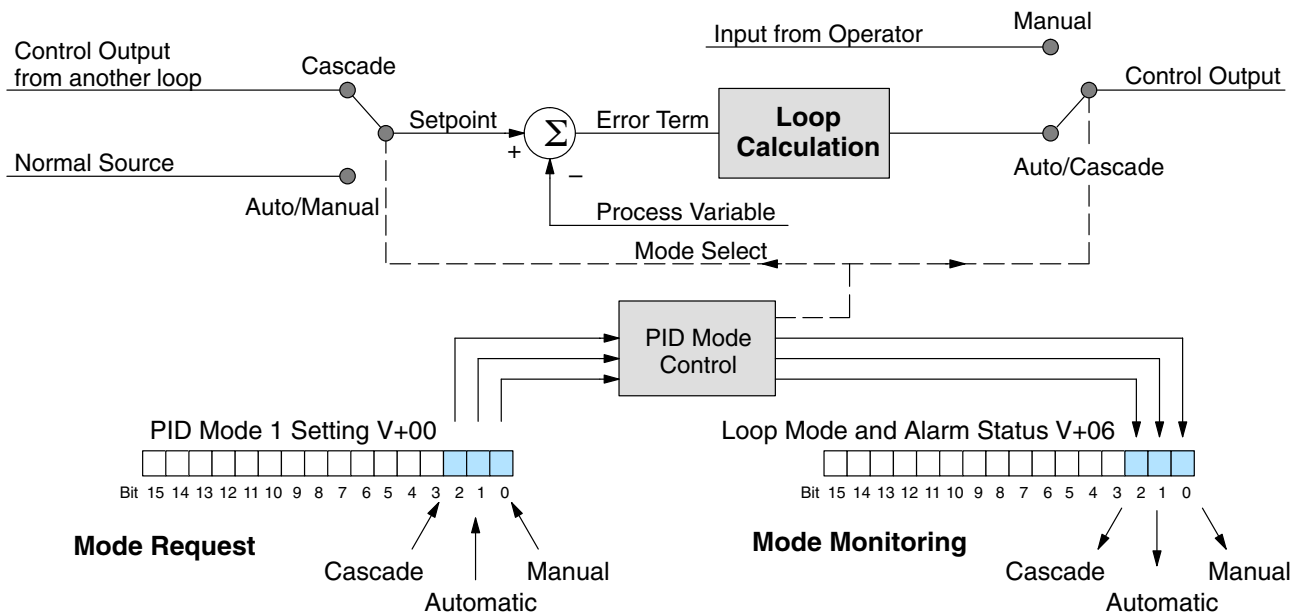 Manual
Input from Operator
Control Output
from another loop
Cascade
Control Output
Setpoint
Σ
Error Term
Loop
Calculation
+
−
Normal Source
Auto/Manual
Auto/Cascade
Process Variable
Mode Select
PID Mode
Control
PID Mode 1 Setting V+00
Bit 15 14 13 12 11 10 9 8 7 6 5 4 3 2 1 0
Mode Request
Cascade
Manual
Automatic
Loop Mode and Alarm Status V+06
Bit 15 14 13 12 11 10 9 8 7 6 5 4 3 2 1 0
Mode Monitoring
Cascade
Manual
Automatic